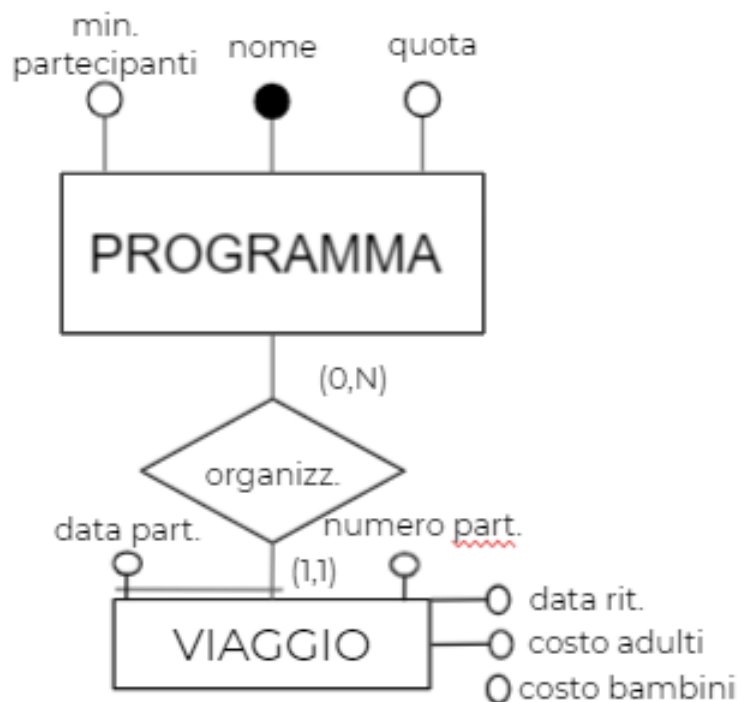 min.
partecipanti
nome
quota
PROGRAMMA
(0,N)
organizz.
data part.
numero part.
(1,1)
data rit.
VIAGGIO
costo adulti
costo bambini